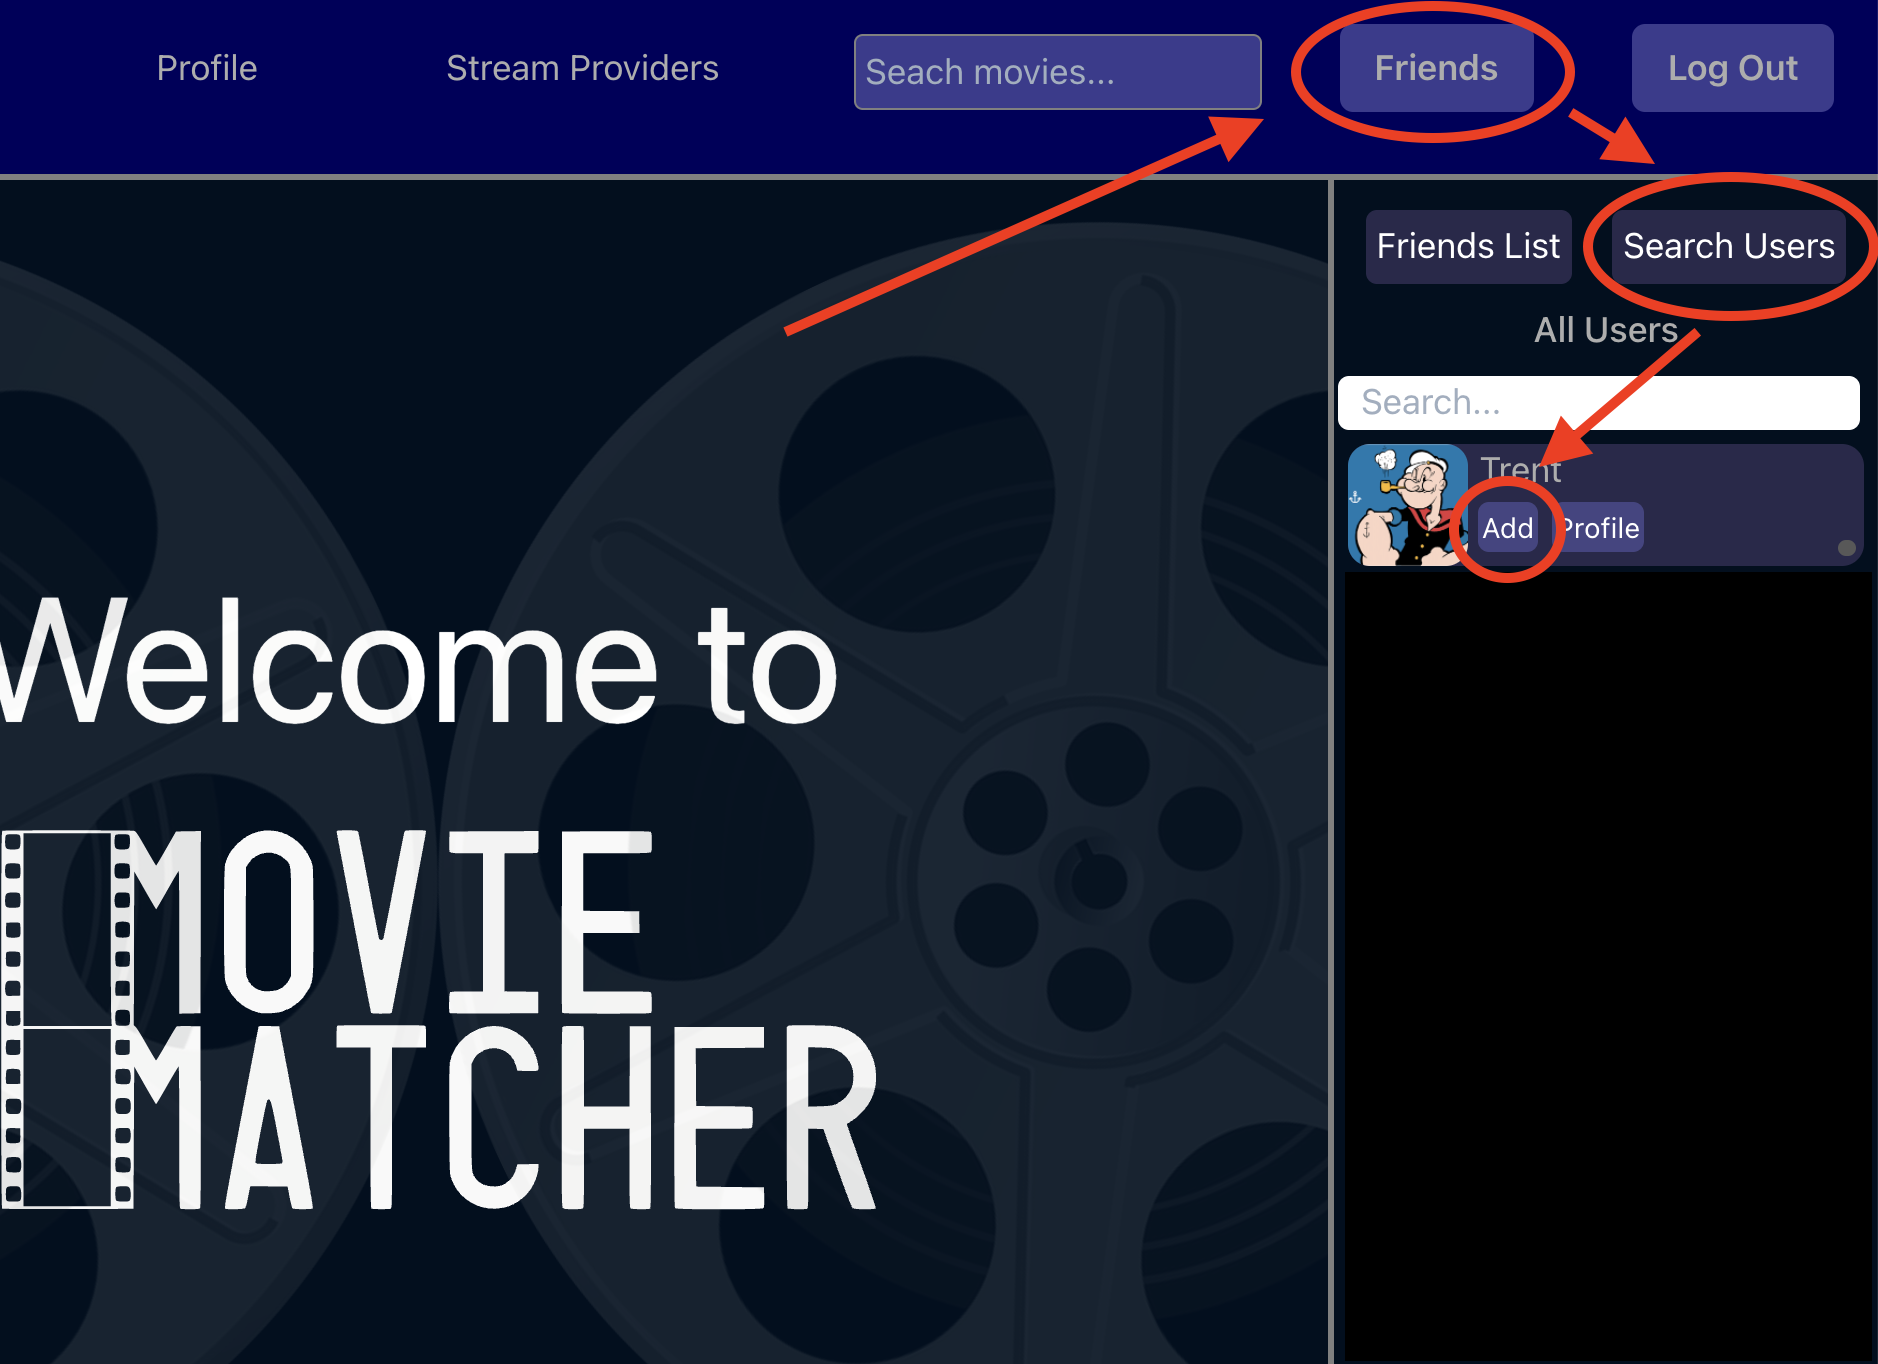 Profile
Stream Providers
Seach movies...
Friends
Log Out
Friends List
Search Users
All Users
Search...
Trent
Add
Profile
Welcome to
MOVIE
MATCHER